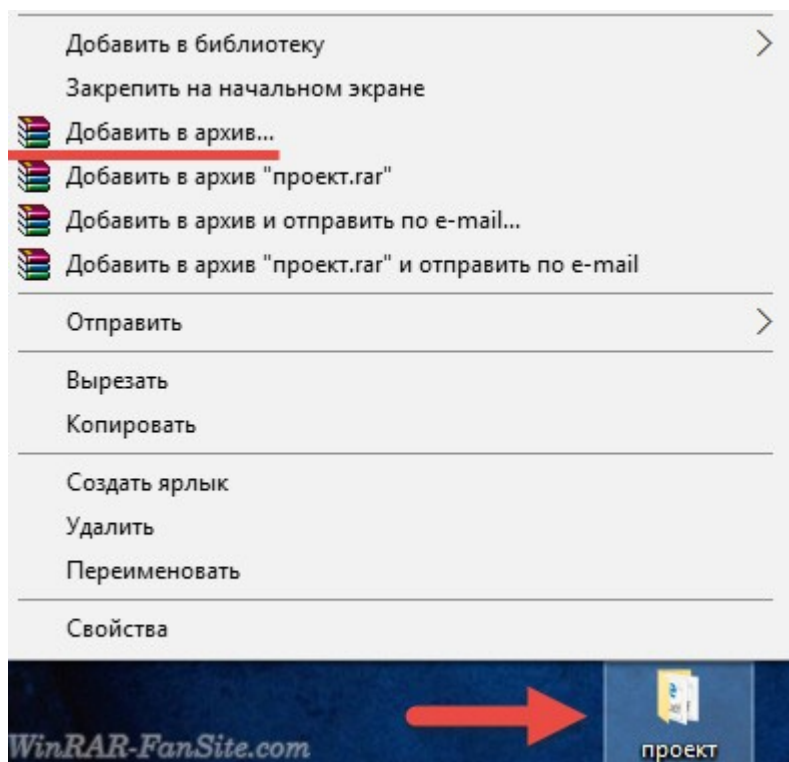 Добавить в библиотеку
Закрепить на начальном экране
Добавить в архив...
Добавить в архив "проект.rar"
Добавить в архив и отправить по e-mail...
Добавить в архив "проект.rar" и отправить по e-mail
Отправить
Вырезать
Копировать
Создать ярлык
Удалить
Переименовать
Свойства
WinRAR-FanSite.com
проект